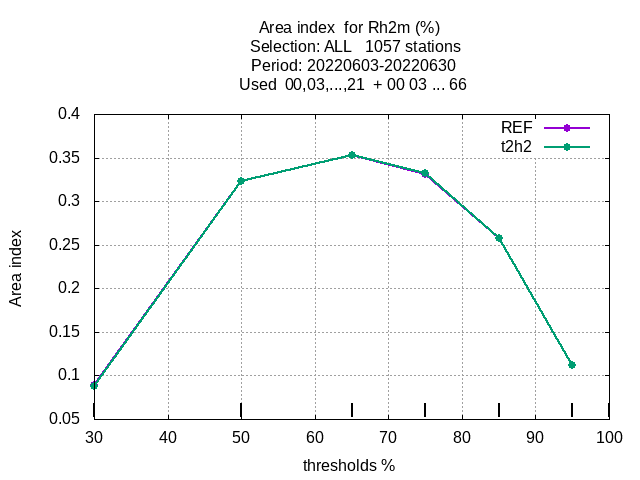 Area index  for Rh2m (%)
Selection: ALL   1057 stations
Period: 20220603-20220630
Used  00,03,...,21  + 00 03 ... 66
REF
t2h2
0.4
0.35
0.3
0.25
0.2
0.15
0.1
0.05
Area index
30 40 50 60 70 80 90 100
thresholds %